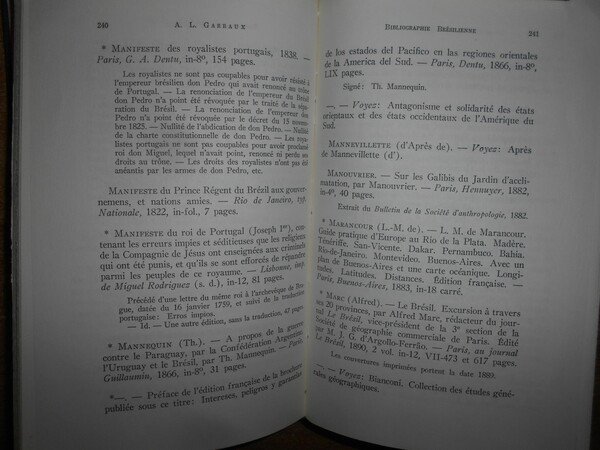 240
A. L. Garraux
* Manifeste des royalistes portugais, 1838. —
Paris, G. A. Dentu, in-8º, 154 pages.
Les royalistes ne sont pas coupables pour avoir résisté à
l'empereur brésilien don Pedro qui avait renoncé au trône
de Portugal. — La renonciation de l'empereur du Brésil
don Pedro n'a point été révoquée par le traité de la sépa-
ration du Brésil. — La renonciation de l'empereur don
Pedro n'a point été révoquée par le décret du 15 novem-
bre 1825. — Nullité de l'abdication de don Pedro. — Nullité
de la charte constitutionnelle de don Pedro. — Les roya-
listes portugais ne sont pas coupables pour avoir proclamé
roi don Miguel, lequel n'avait point renoncé ni perdu ses
droits au trône. — Les droits des royalistes n'ont pas été
anéantis par les armes de don Pedro, etc.
Manifeste du Prince Régent du Brézil aux gouver-
nemens, et nations amies. — Rio de Janeiro, typ.
Nationale, 1822, in-fol., 7 pages.
* Manifeste du roi de Portugal (Joseph 1er), con-
tenant les erreurs impies et séditicuses que les religieux
de la Compagnie de Jésus ont enseignées aux criminels
qui ont été punis, et qu'ils se sont efforcés de répandre
parmi les peuples de ce royaume. — Lisbonne, imp.
de Miguel Rodriguez (s. d.), in-12, 81 pages.
Précédé d'une lettre du même roi à l'archevêque de Bra-
gue, datée du 16 janvier 1759, et suivi de la traduction
portugaise: Erros impios.
— Id. — Une autre édition, sans la traduction, 47 pages.
* Mannequin (Th.). — A propos de la guerre
contre le Paraguay, par la Confédération Argentine,
l'Uruguay et le Brésil, par Th. Mannequin. — Paris,
Guillaumin, 1866, in-8º, 31 pages.
*—. — Préface de l'édition française de la brochure
publiée sous ce titre: Intereses, peligros y garantias
Bibliographie Brésilienne
241
de los estados del Pacífico en las regiones orientales
de la America del Sud. — Paris, Dentu, 1866, in-8º,
LIX pages.
Signé: Th. Mannequin.
—. — Voyez: Antagonisme et solidarité des états
orientaux et des états occidentaux de l'Amérique du
Sud.
Mannevillette (d'Après de). — Voyez: Après
de Mannevillette (d').
Manouvrier. — Sur les Galibis du Jardin d'accli-
matation, par Manouvrier. — Paris, Hennuyer, 1882,
in-4º, 40 pages.
Extrait du Bulletin de la Société d'anthropologie, 1882.
* Marancour (L.-M. de). — L. M. de Marancour.
Guide pratique d'Europe au Rio de la Plata. Madère.
Ténériffe. San-Vicente. Dakar. Pernambuco. Bahia.
Rio-de-Janeiro. Montevideo. Buenos-Aires. Avec un
plan de Buenos-Aires et une carte océanique. Longi-
tudes, Latitudes, Distances. Édition française. —
Paris, Buenos-Aires, 1883, in-18 carré.
* Marc (Alfred). — Le Brésil. Excursion à travers
ses 20 provinces, par Alfred Marc, rédacteur du jour-
nal Le Brésil, vice-président de la 3e section de la
Société de géographie commerciale de Paris. Édité
par M. J. G. d'Argollo-Ferrão. — Paris, au journal
Le Brésil, 1890, 2 vol. in-12, VII-473 et 617 pages.
Les couvertures imprimées portent la date 1889.
—. — Voyez: Bianconi. Collection des études géné-
rales géographiques.